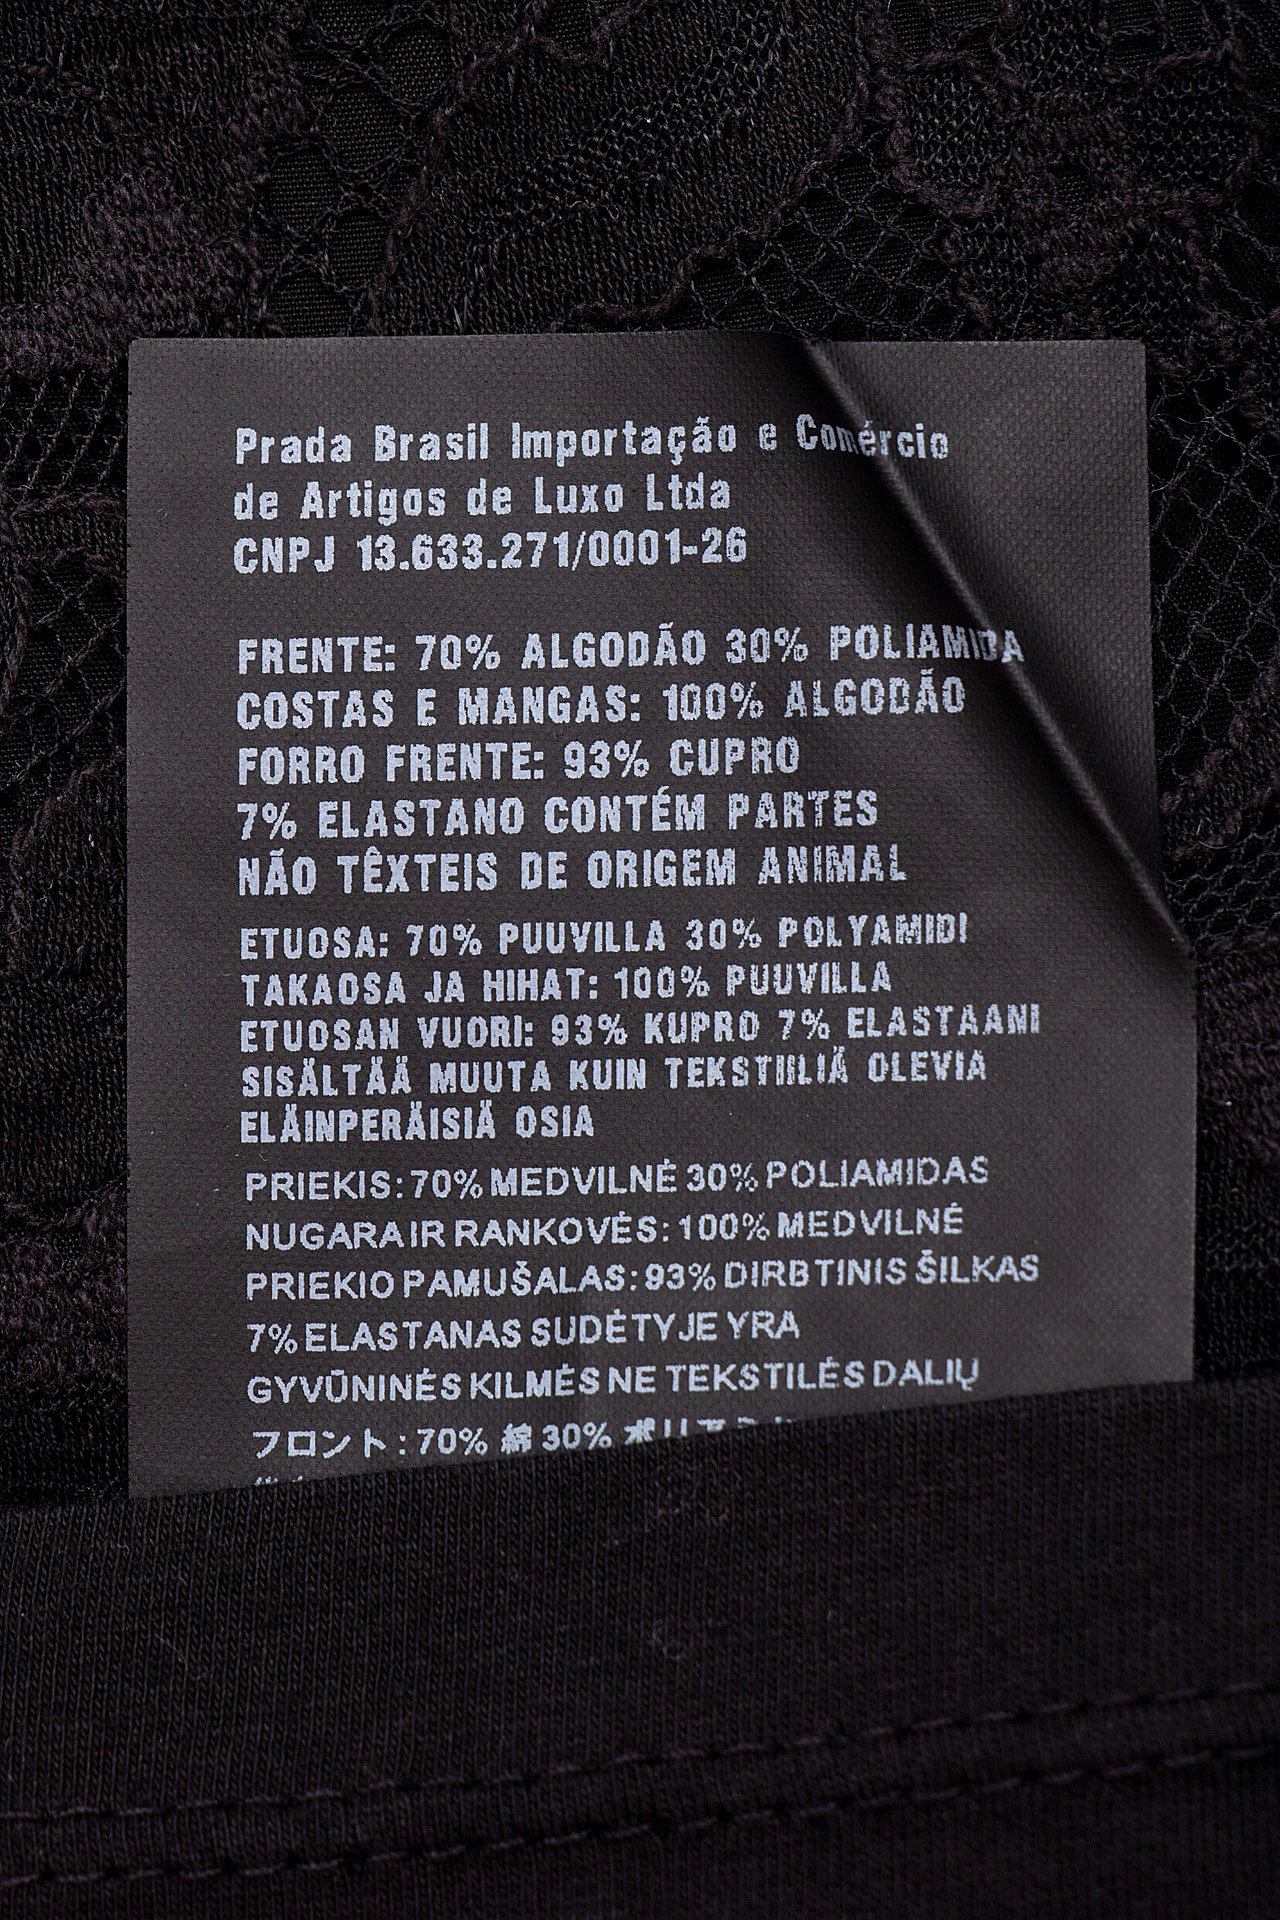 Prada Brasil Importação e Comércio
de Artigos de Luxo Ltda
CNPJ 13.633.271/0001-26
FRENTE: 70% ALGODÃO 30% POLIAMIDA
COSTAS E MANGAS: 100% ALGODÃO
FORRO FRENTE: 93% CUPRO
7% ELASTANO CONTÉM PARTES
NÃO TÊXTEIS DE ORIGEM ANIMAL
ETUOSA: 70% PUUVILLA 30% POLYAMIDI
TAKAOSA JA HIHAT: 100% PUUVILLA
ETUOSAN VUORI: 93% KUPRO 7% ELASTAANI
SISÄLTÄÄ MUUTA KUIN TEKSTIILIÄ OLEVIA
ELÄINPERÄISIÄ OSIA
PRIEKIS: 70% MEDVILNĖ 30% POLIAMIDAS
NUGARA IR RANKOVĖS: 100% MEDVILNĖ
PRIEKIO PAMUŠALAS: 93% DIRBTINIS ŠILKAS
7% ELASTANAS SUDĖTYJE YRA
GYVŪNINĖS KILMĖS NE TEKSTILĖS DALIŲ
フロント : 70% 綿 30%